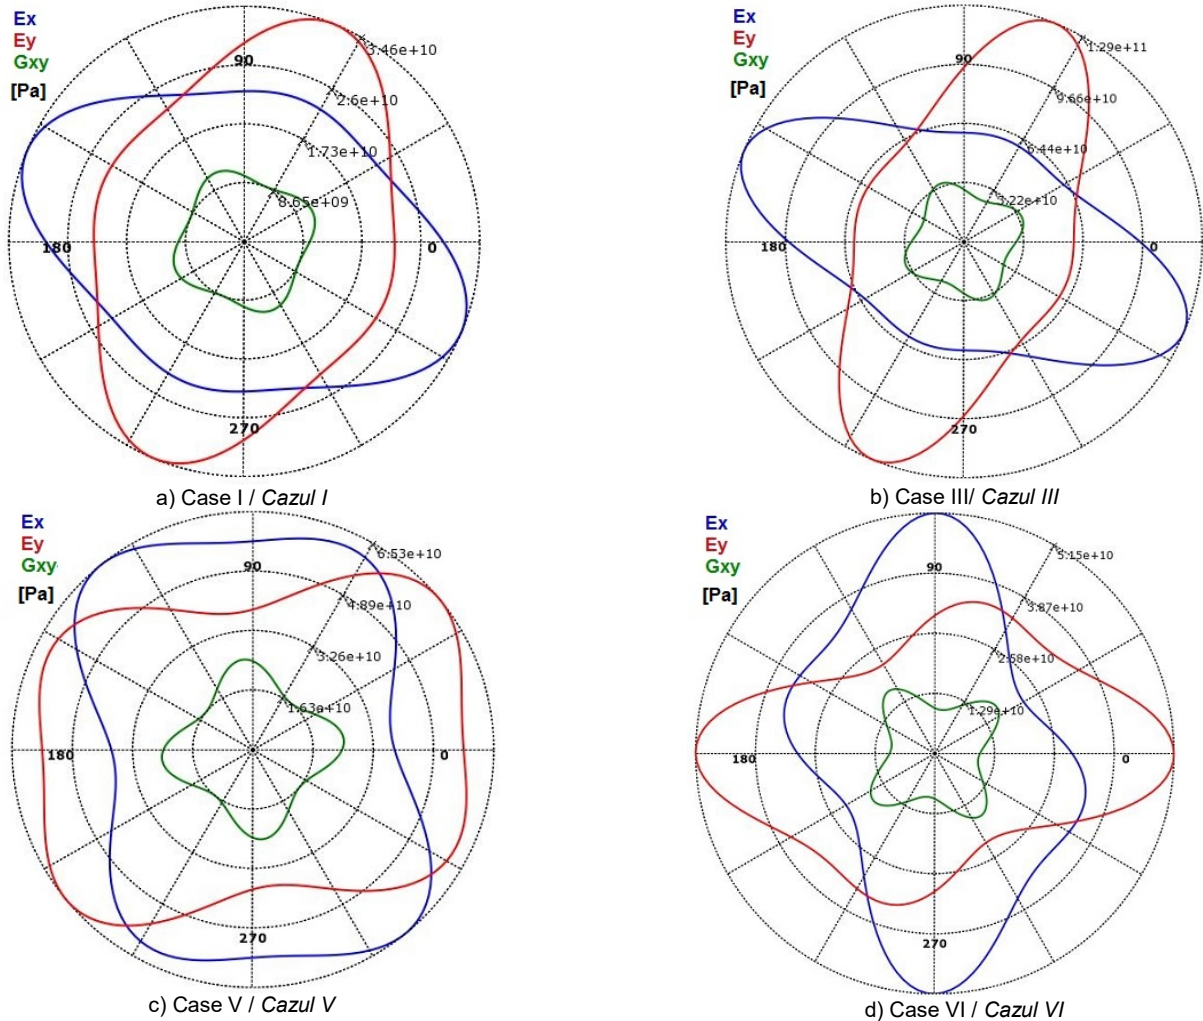 Ex
Ey
Gxy
[Pa]
3.46e+10
90
2.6e+10
1.73e+10
8.65e+09
180
0
270
a) Case I / Cazul I
Ex
Ey
Gxy
[Pa]
1.29e+11
90
9.66e+10
6.44e+10
3.22e+10
180
0
270
b) Case III/ Cazul III
Ex
Ey
Gxy
[Pa]
6.53e+10
90
4.89e+10
3.26e+10
1.63e+10
180
0
270
c) Case V / Cazul V
Ex
Ey
Gxy
[Pa]
5.15e+10
90
3.87e+10
2.58e+10
1.29e+10
180
0
270
d) Case VI / Cazul VI